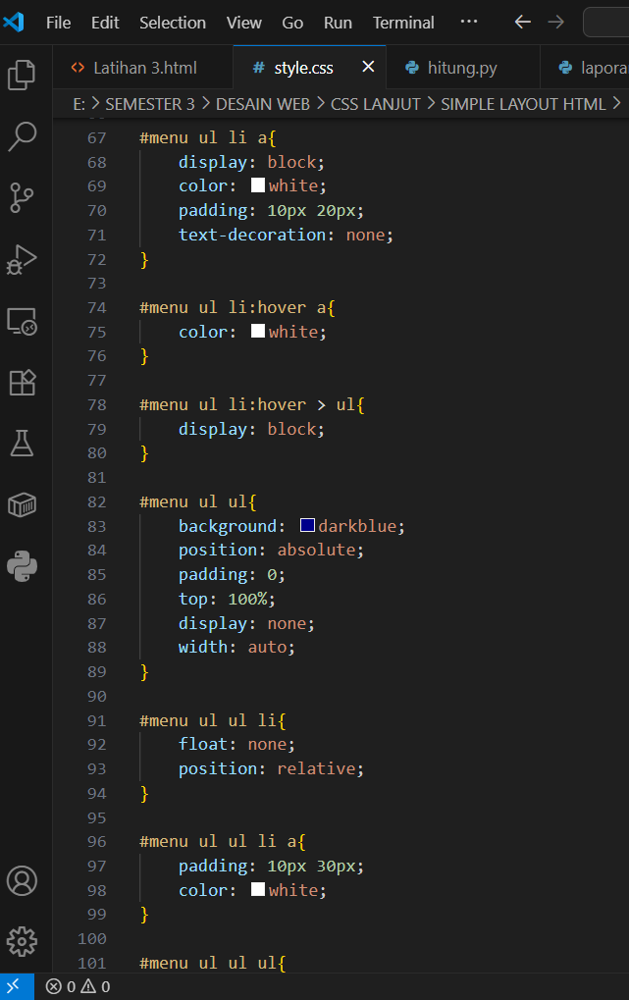 File Edit Selection View Go Run Terminal ···
Latihan 3.html style.css hitung.py lapora
E: > SEMESTER 3 > DESAIN WEB > CSS LANJUT > SIMPLE LAYOUT HTML >
67 #menu ul li a{
68 display: block;
69 color: white;
70 padding: 10px 20px;
71 text-decoration: none;
72 }
73
74 #menu ul li:hover a{
75 color: white;
76 }
77
78 #menu ul li:hover > ul{
79 display: block;
80 }
81
82 #menu ul ul{
83 background: darkblue;
84 position: absolute;
85 padding: 0;
86 top: 100%;
87 display: none;
88 width: auto;
89 }
90
91 #menu ul ul li{
92 float: none;
93 position: relative;
94 }
95
96 #menu ul ul li a{
97 padding: 10px 30px;
98 color: white;
99 }
100
101 #menu ul ul ul{
0 0